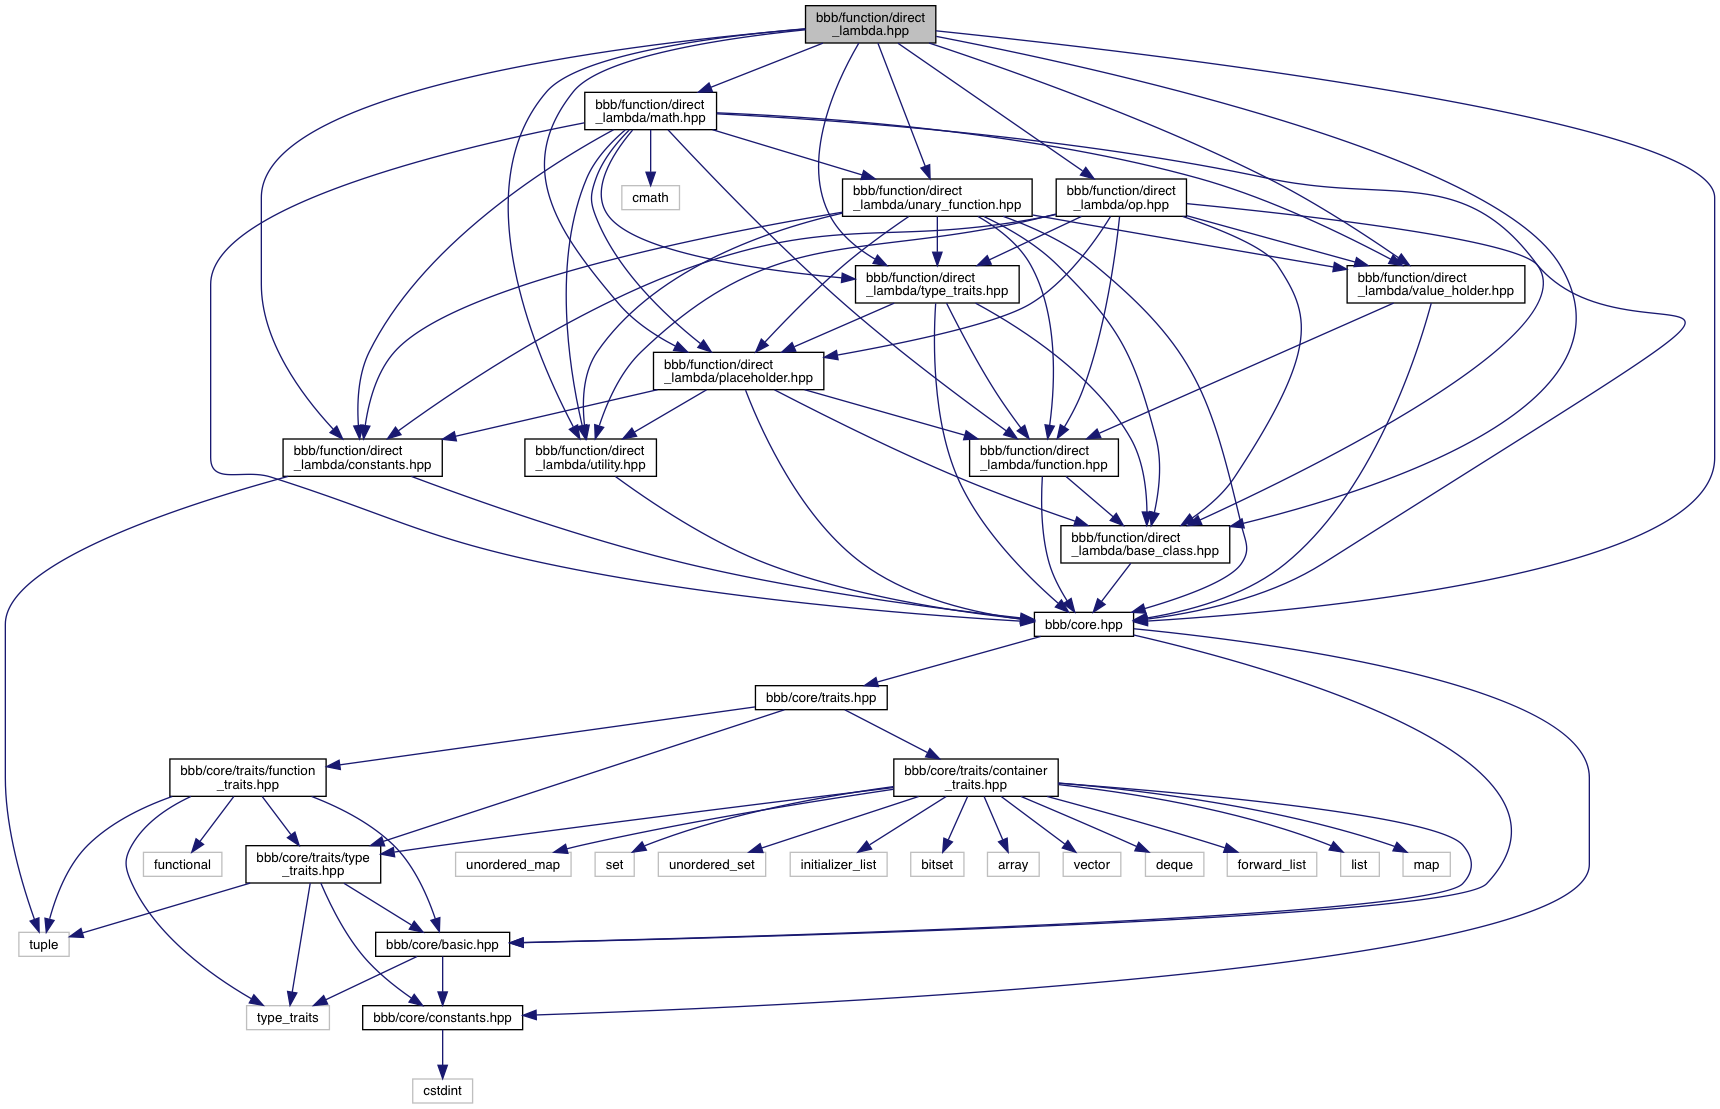 bbb/function/direct
_lambda.hpp
bbb/function/direct
_lambda/math.hpp
cmath
bbb/function/direct
_lambda/unary_function.hpp
bbb/function/direct
_lambda/op.hpp
bbb/function/direct
_lambda/type_traits.hpp
bbb/function/direct
_lambda/value_holder.hpp
bbb/function/direct
_lambda/placeholder.hpp
bbb/function/direct
_lambda/constants.hpp
bbb/function/direct
_lambda/utility.hpp
bbb/function/direct
_lambda/function.hpp
bbb/function/direct
_lambda/base_class.hpp
bbb/core.hpp
bbb/core/traits.hpp
bbb/core/traits/function
_traits.hpp
bbb/core/traits/container
_traits.hpp
functional
bbb/core/traits/type
_traits.hpp
unordered_map
set
unordered_set
initializer_list
bitset
array
vector
deque
forward_list
list
map
tuple
bbb/core/basic.hpp
type_traits
bbb/core/constants.hpp
cstdint